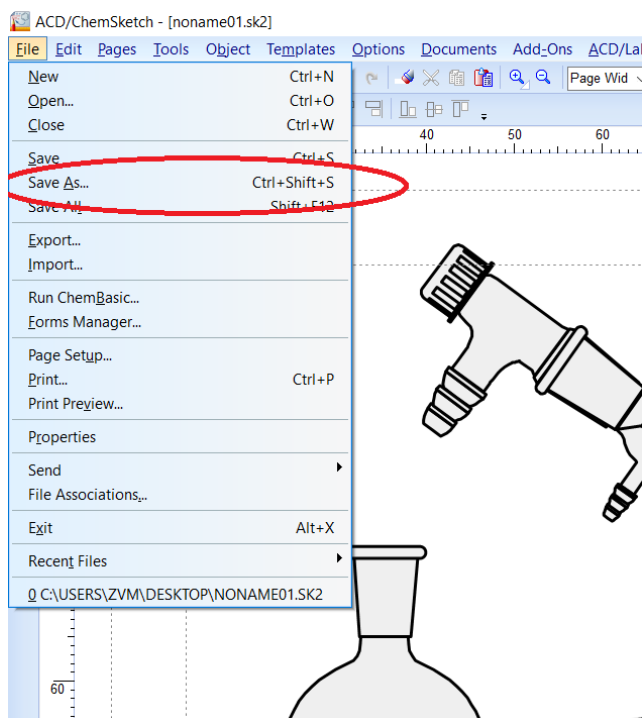 ACD/ChemSketch - [noname01.sk2]
File Edit Pages Tools Object Templates Options Documents Add-Ons ACD/La
New Ctrl+N
Page Wid
Open... Ctrl+O
Close Ctrl+W
40 50 60
Save Ctrl+S
Save As... Ctrl+Shift+S
Save All Shift+F12
Export...
Import...
Run ChemBasic...
Forms Manager...
Page Setup...
Print... Ctrl+P
Print Preview...
Properties
Send
File Associations...
Exit Alt+X
Recent Files
0 C:\USERS\ZVM\DESKTOP\NONAME01.SK2
60